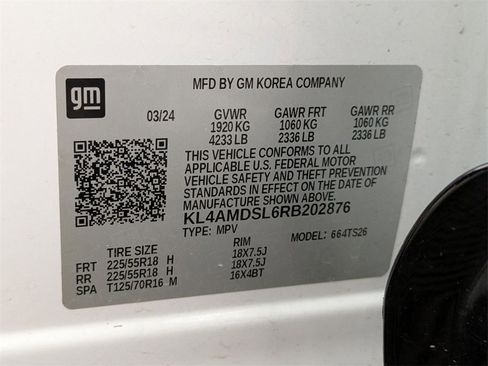 gm
MFD BY GM KOREA COMPANY
03/24 GVWR GAWR FRT GAWR RR
1920 KG 1060 KG 1060 KG
4233 LB 2336 LB 2336 LB
THIS VEHICLE CONFORMS TO ALL
APPLICABLE U.S. FEDERAL MOTOR
VEHICLE SAFETY AND THEFT PREVENTION
STANDARDS IN EFFECT ON THE DATE OF
MANUFACTURE SHOWN ABOVE.
KL4AMDSL6RB202876
TYPE: MPV MODEL: 664TS26
TIRE SIZE RIM
FRT 225/55R18 H 18X7.5J
RR 225/55R18 H 18X7.5J
SPA T125/70R16 M 16X4BT